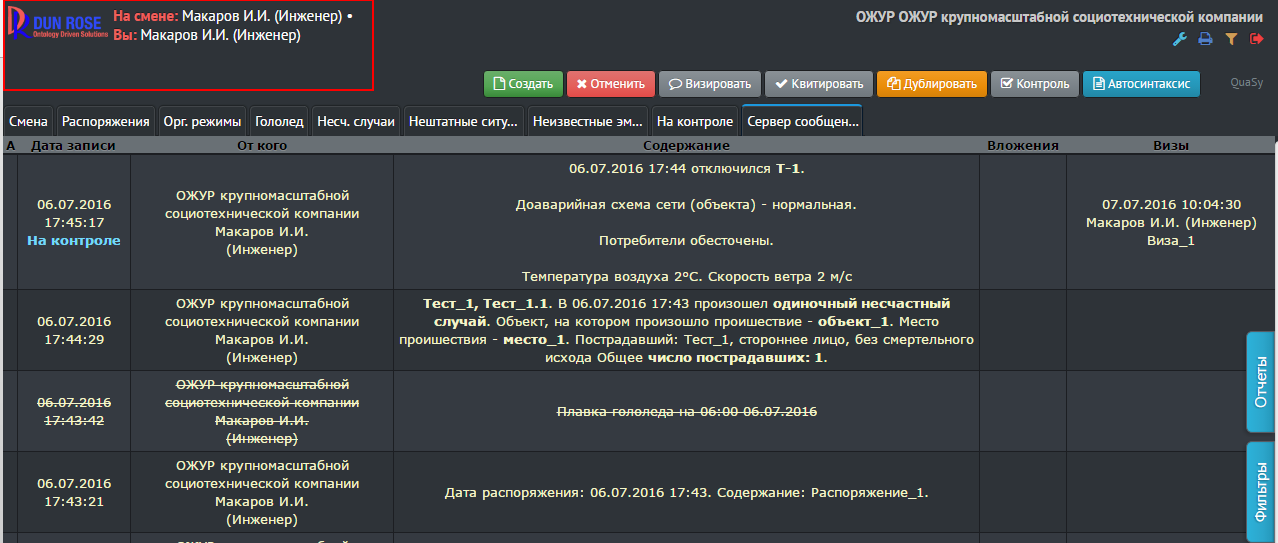 DUN ROSE
Ontology Driven Solutions
На смене: Макаров И.И. (Инженер) •
Вы: Макаров И.И. (Инженер)
ОЖУР ОЖУР крупномасштабной социотехнической компании
Создать
Отменить
Визировать
Квитировать
Дублировать
Контроль
Автосинтаксис
QuaSy
Смена
Распоряжения
Орг. режимы
Гололед
Несч. случаи
Нештатные ситу...
Неизвестные эм...
На контроле
Сервер сообщен...
А Дата записи От кого Содержание Вложения Визы
06.07.2016
17:45:17
На контроле
ОЖУР крупномасштабной
социотехнической компании
Макаров И.И.
(Инженер)
06.07.2016 17:44 отключился Т-1.
Доаварийная схема сети (объекта) - нормальная.
Потребители обесточены.
Температура воздуха 2°С. Скорость ветра 2 м/с
07.07.2016 10:04:30
Макаров И.И. (Инженер)
Виза_1
06.07.2016
17:44:29
ОЖУР крупномасштабной
социотехнической компании
Макаров И.И.
(Инженер)
Тест_1, Тест_1.1. В 06.07.2016 17:43 произошел одиночный несчастный
случай. Объект, на котором произошло проишествие - объект_1. Место
проишествия - место_1. Пострадавший: Тест_1, стороннее лицо, без смертельного
исхода Общее число пострадавших: 1.
06.07.2016
17:43:42
ОЖУР крупномасштабной
социотехнической компании
Макаров И.И.
(Инженер)
Плавка гололеда на 06:00 06.07.2016
06.07.2016
17:43:21
ОЖУР крупномасштабной
социотехнической компании
Макаров И.И.
(Инженер)
Дата распоряжения: 06.07.2016 17:43. Содержание: Распоряжение_1.
Отчеты
Фильтры